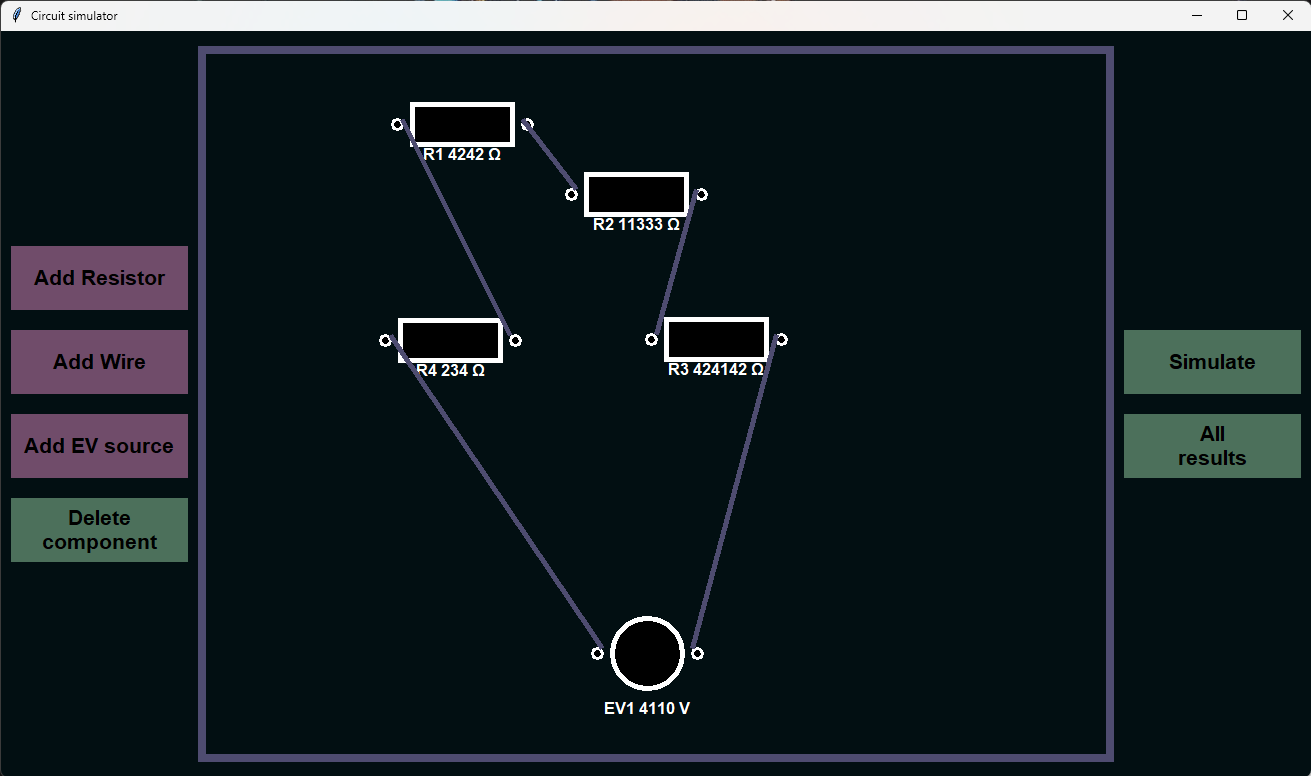 Circuit simulator
R1 4242 Ω
R2 11333 Ω
Add Resistor
Add Wire
Add EV source
Delete
component
R4 234 Ω
R3 424142 Ω
EV1 4110 V
Simulate
All
results